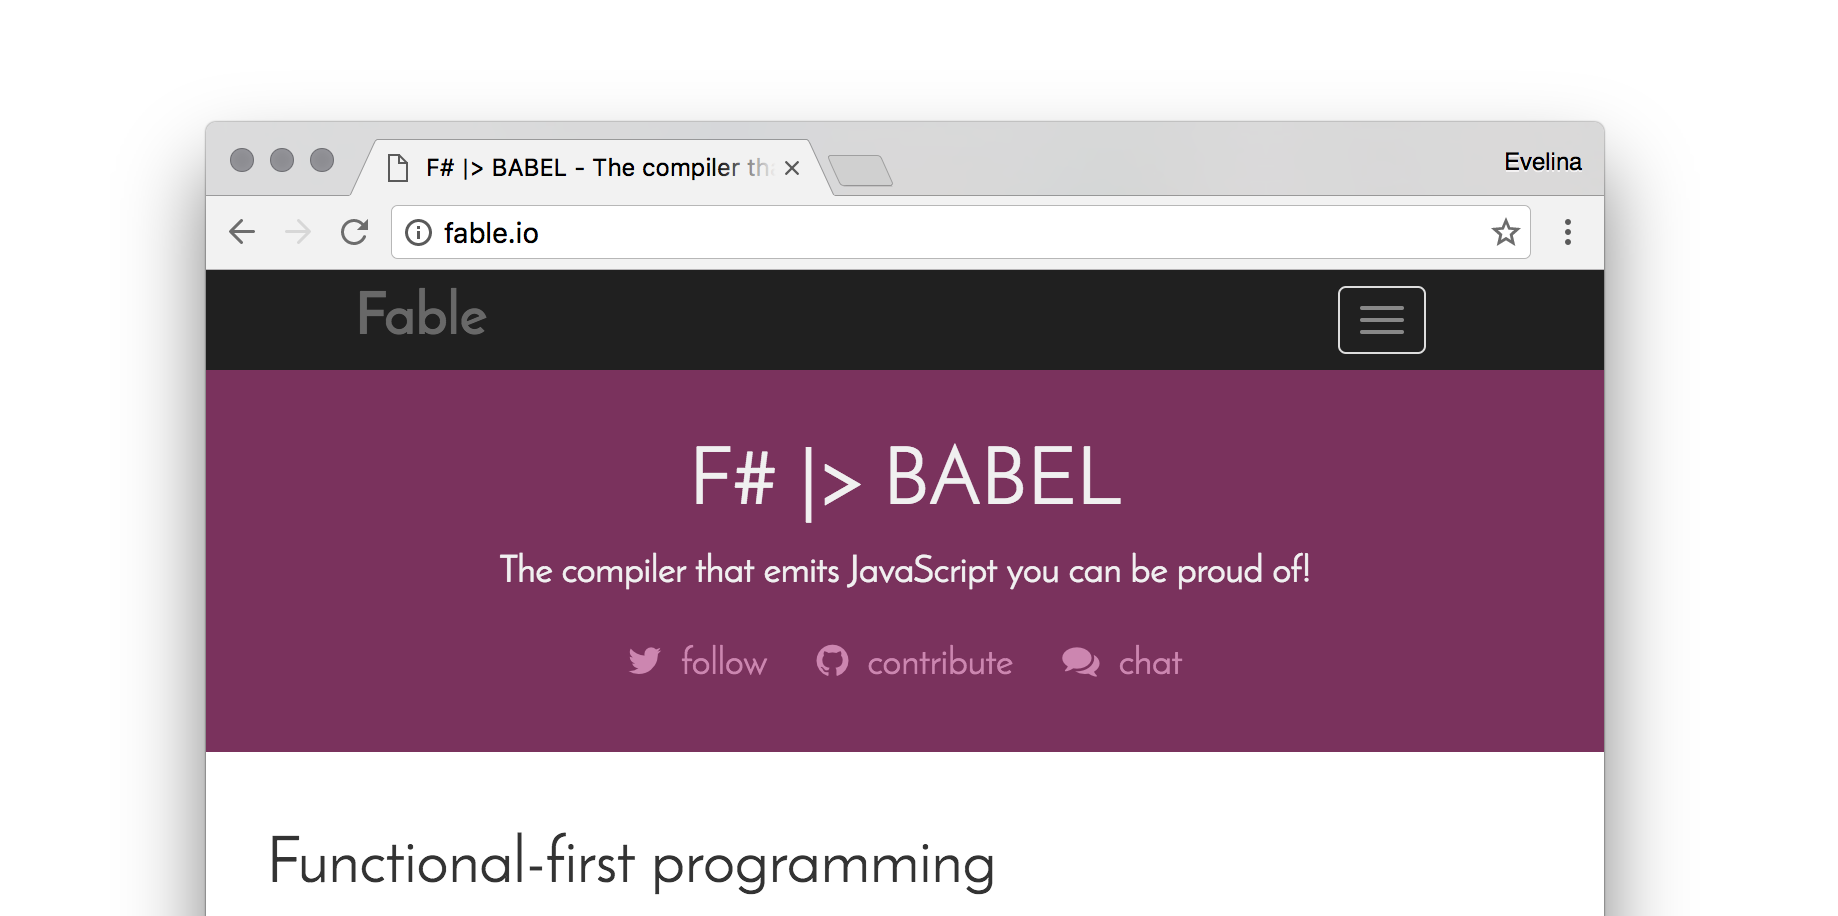 F# |> BABEL - The compiler tha
Evelina
fable.io
Fable
F# |> BABEL
The compiler that emits JavaScript you can be proud of!
follow contribute chat
Functional-first programming